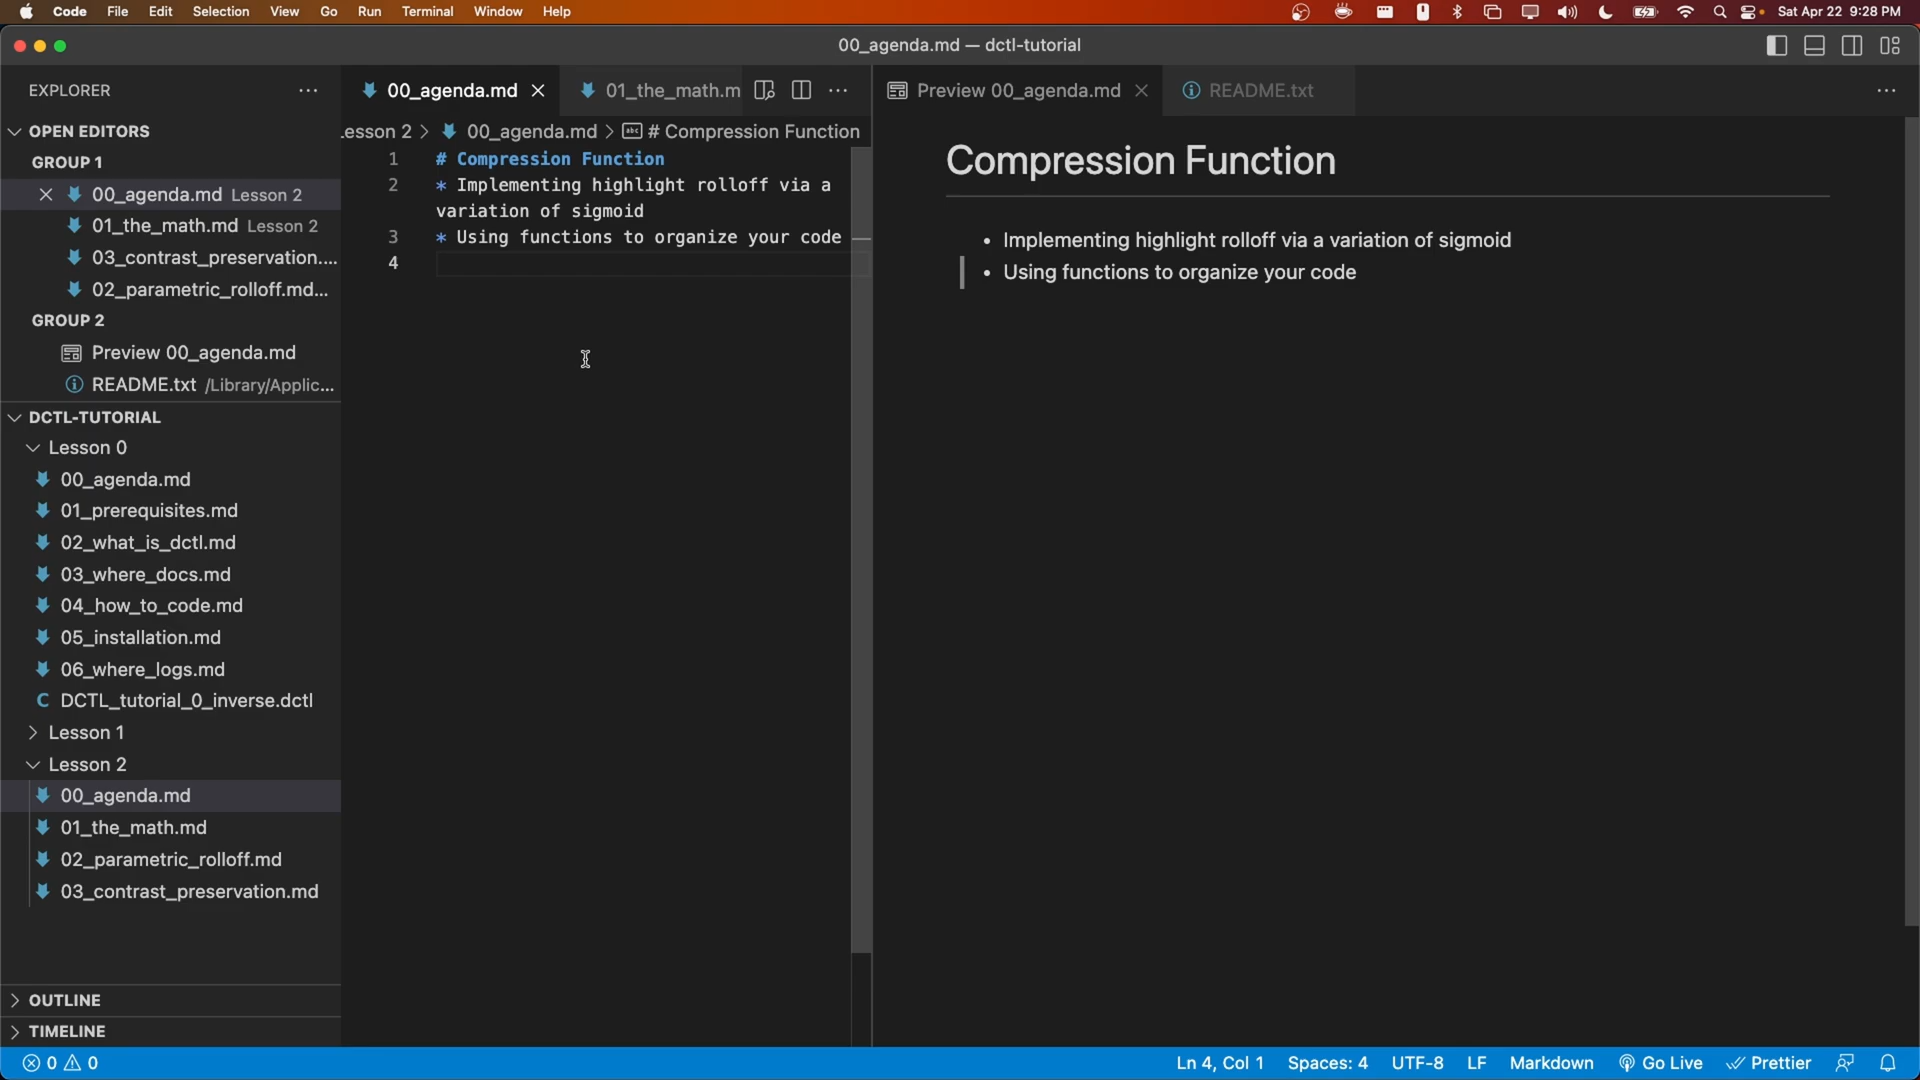 Code File Edit Selection View Go Run Terminal Window Help
Sat Apr 22 9:28 PM
00_agenda.md — dctl-tutorial
EXPLORER
OPEN EDITORS
GROUP 1
00_agenda.md Lesson 2
01_the_math.md Lesson 2
03_contrast_preservation....
02_parametric_rolloff.md...
GROUP 2
Preview 00_agenda.md
README.txt /Library/Applic...
DCTL-TUTORIAL
Lesson 0
00_agenda.md
01_prerequisites.md
02_what_is_dctl.md
03_where_docs.md
04_how_to_code.md
05_installation.md
06_where_logs.md
C DCTL_tutorial_0_inverse.dctl
Lesson 1
Lesson 2
00_agenda.md
01_the_math.md
02_parametric_rolloff.md
03_contrast_preservation.md
OUTLINE
TIMELINE
00_agenda.md
01_the_math.m
esson 2 > 00_agenda.md > # Compression Function
1 # Compression Function
2 * Implementing highlight rolloff via a
variation of sigmoid
3 * Using functions to organize your code
4
Preview 00_agenda.md
README.txt
Compression Function
• Implementing highlight rolloff via a variation of sigmoid
• Using functions to organize your code
0 0
Ln 4, Col 1 Spaces: 4 UTF-8 LF Markdown Go Live Prettier